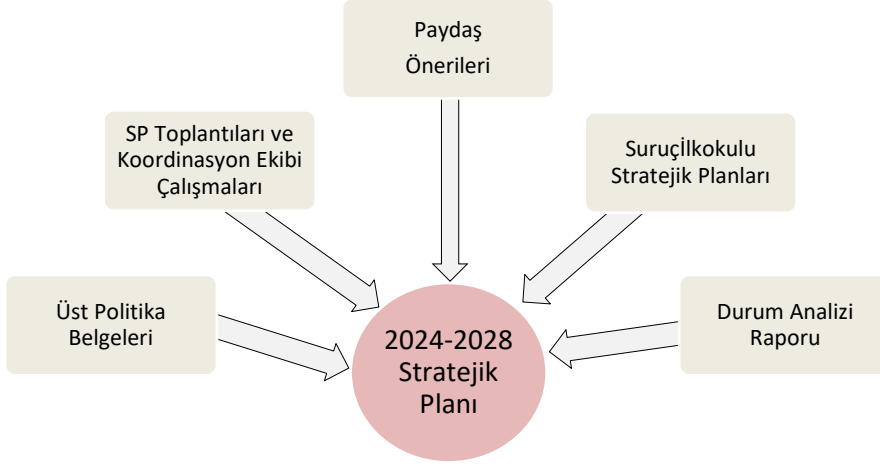 Paydaş
Önerileri
SP Toplantıları ve
Koordinasyon Ekibi
Çalışmaları
Suruçİlkokulu
Stratejik Planları
Üst Politika
Belgeleri
Durum Analizi
Raporu
2024-2028
Stratejik
Planı